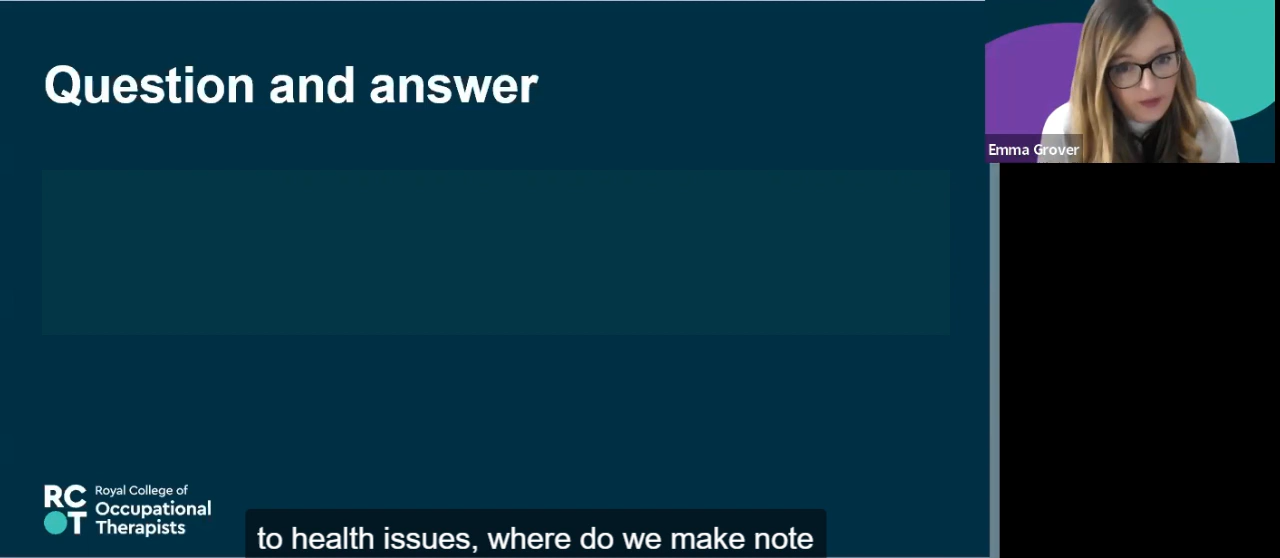 Question and answer
Emma Grover
RC
OT
Royal College of
Occupational
Therapists
to health issues, where do we make note